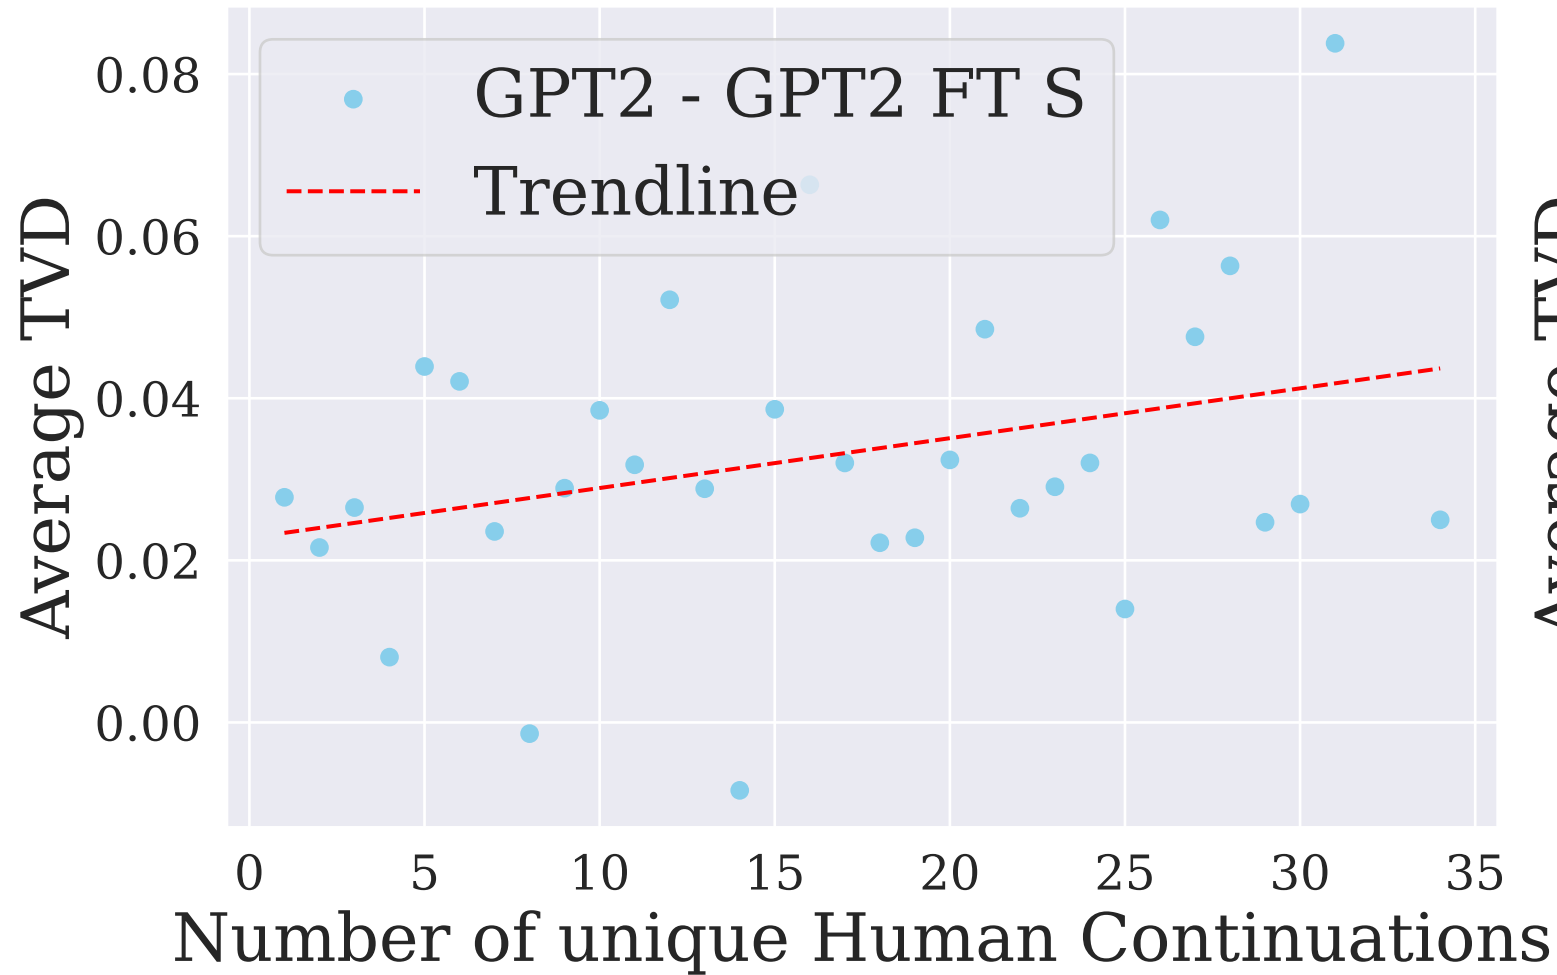 GPT2 - GPT2 FT S
Trendline
0.08
0.06
0.04
0.02
0.00
Average TVD
0 5 10 15 20 25 30 35
Number of unique Human Continuations